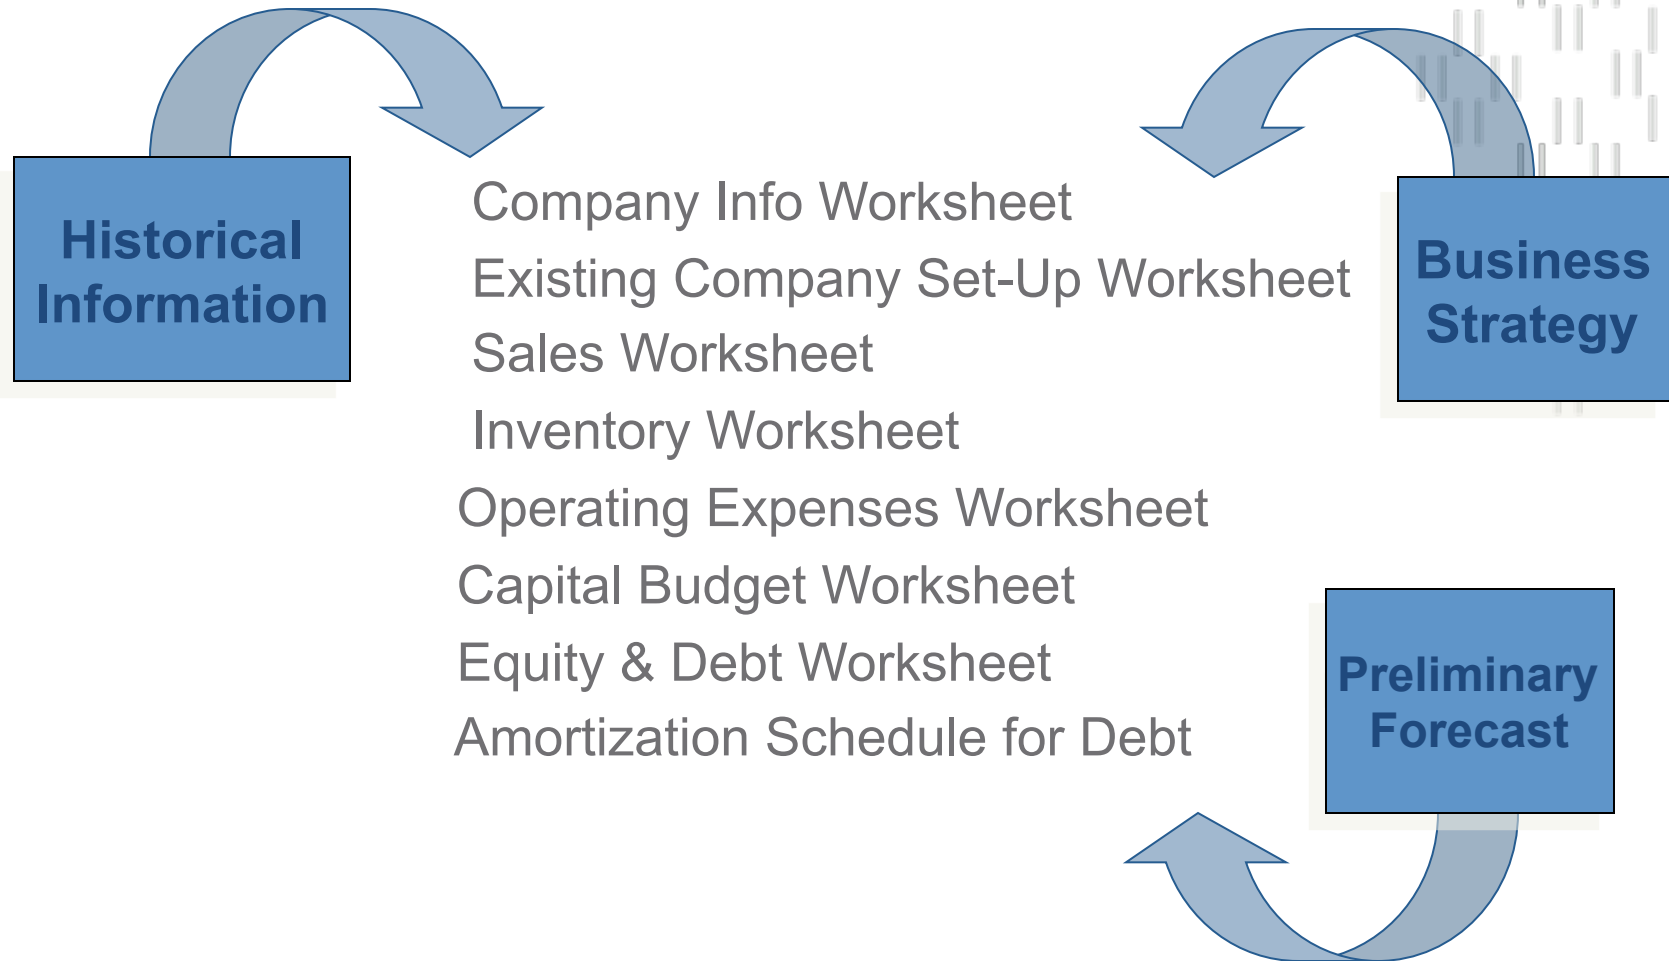 Historical
Information
Company Info Worksheet
Existing Company Set-Up Worksheet
Sales Worksheet
Inventory Worksheet
Operating Expenses Worksheet
Capital Budget Worksheet
Equity & Debt Worksheet
Amortization Schedule for Debt
Business
Strategy
Preliminary
Forecast